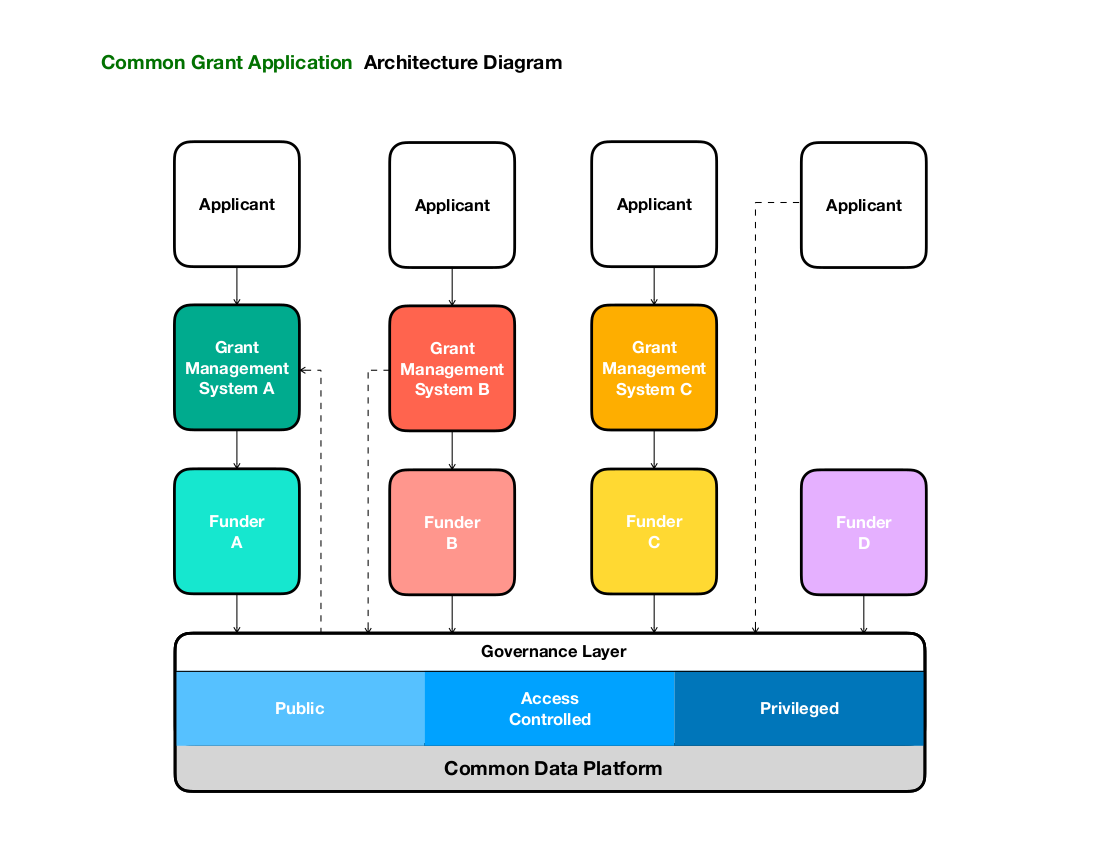 Common Grant Application Architecture Diagram
Applicant
Applicant
Applicant
Applicant
Grant
Management
System A
Grant
Management
System B
Grant
Management
System C
Funder
A
Funder
B
Funder
C
Funder
D
Governance Layer
Public
Access
Controlled
Privileged
Common Data Platform